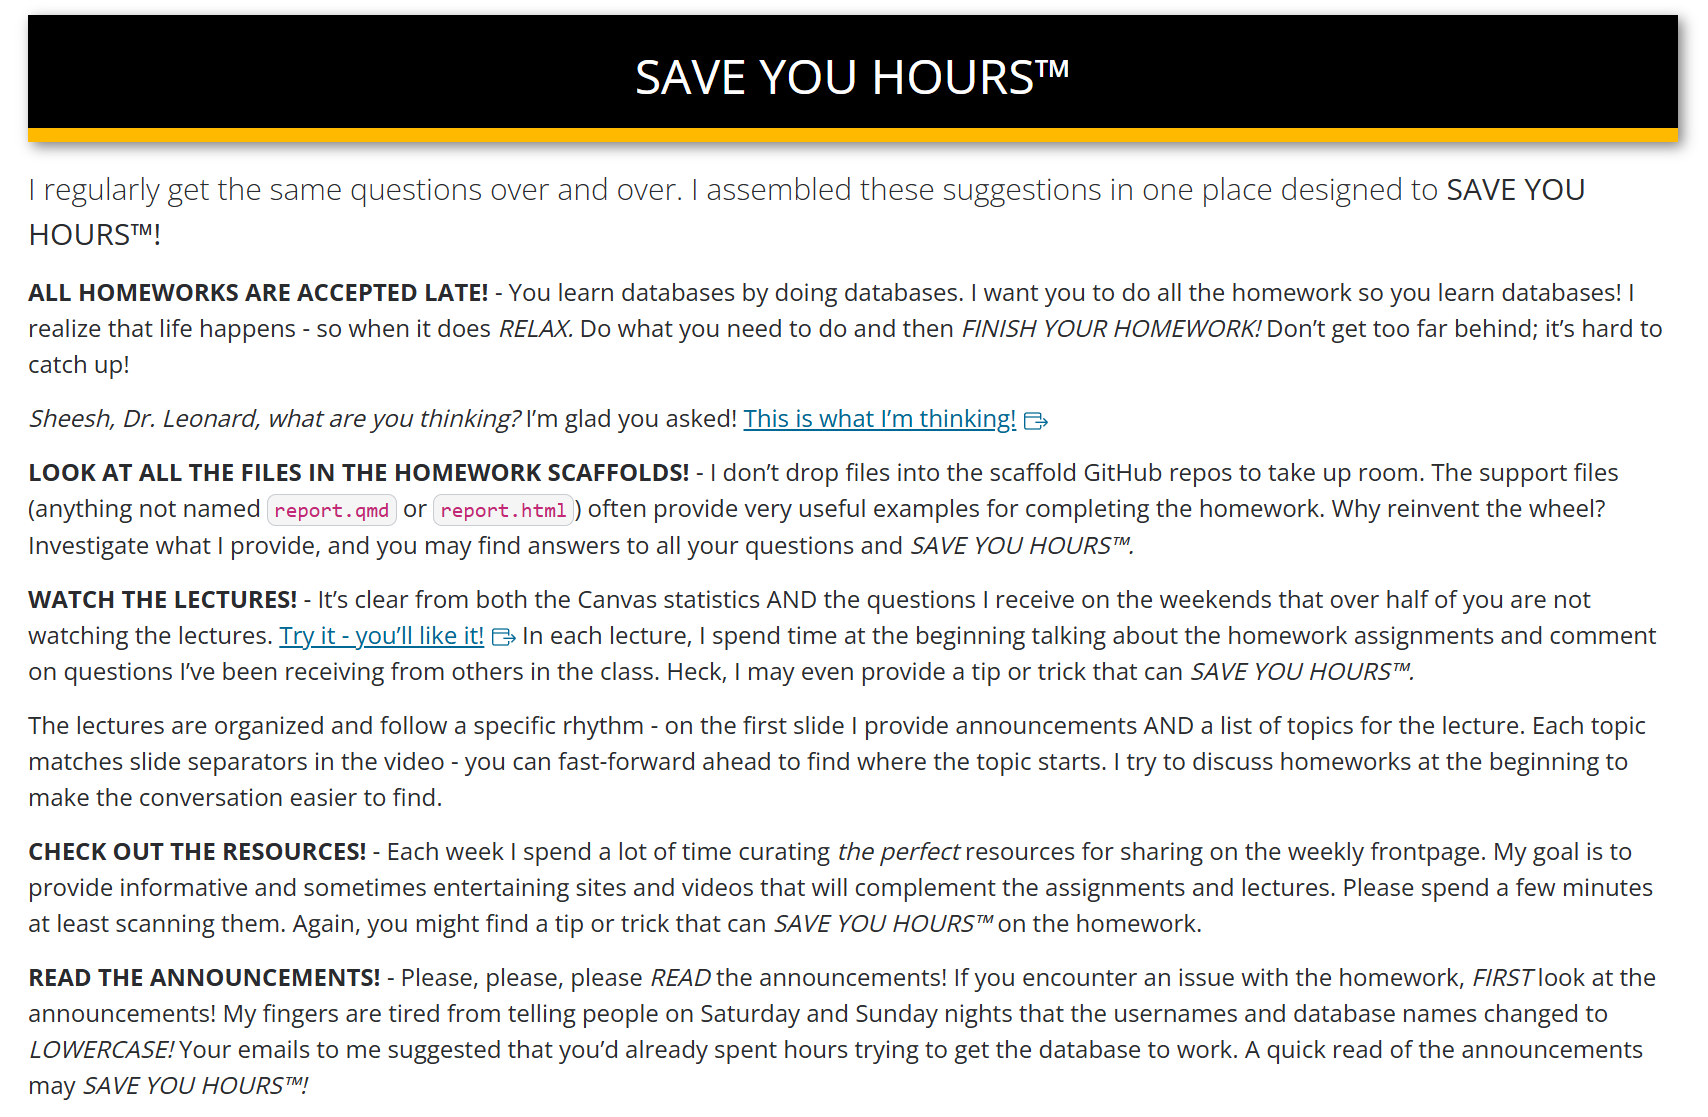 SAVE YOU HOURS™
I regularly get the same questions over and over. I assembled these suggestions in one place designed to SAVE YOU
HOURS™!
ALL HOMEWORKS ARE ACCEPTED LATE! - You learn databases by doing databases. I want you to do all the homework so you learn databases! I
realize that life happens - so when it does RELAX. Do what you need to do and then FINISH YOUR HOMEWORK! Don’t get too far behind; it’s hard to
catch up!
Sheesh, Dr. Leonard, what are you thinking? I’m glad you asked! This is what I’m thinking!
LOOK AT ALL THE FILES IN THE HOMEWORK SCAFFOLDS! - I don’t drop files into the scaffold GitHub repos to take up room. The support files
(anything not named report.qmd or report.html) often provide very useful examples for completing the homework. Why reinvent the wheel?
Investigate what I provide, and you may find answers to all your questions and SAVE YOU HOURS™.
WATCH THE LECTURES! - It’s clear from both the Canvas statistics AND the questions I receive on the weekends that over half of you are not
watching the lectures. Try it - you’ll like it! In each lecture, I spend time at the beginning talking about the homework assignments and comment
on questions I’ve been receiving from others in the class. Heck, I may even provide a tip or trick that can SAVE YOU HOURS™.
The lectures are organized and follow a specific rhythm - on the first slide I provide announcements AND a list of topics for the lecture. Each topic
matches slide separators in the video - you can fast-forward ahead to find where the topic starts. I try to discuss homeworks at the beginning to
make the conversation easier to find.
CHECK OUT THE RESOURCES! - Each week I spend a lot of time curating the perfect resources for sharing on the weekly frontpage. My goal is to
provide informative and sometimes entertaining sites and videos that will complement the assignments and lectures. Please spend a few minutes
at least scanning them. Again, you might find a tip or trick that can SAVE YOU HOURS™ on the homework.
READ THE ANNOUNCEMENTS! - Please, please, please READ the announcements! If you encounter an issue with the homework, FIRST look at the
announcements! My fingers are tired from telling people on Saturday and Sunday nights that the usernames and database names changed to
LOWERCASE! Your emails to me suggested that you’d already spent hours trying to get the database to work. A quick read of the announcements
may SAVE YOU HOURS™!